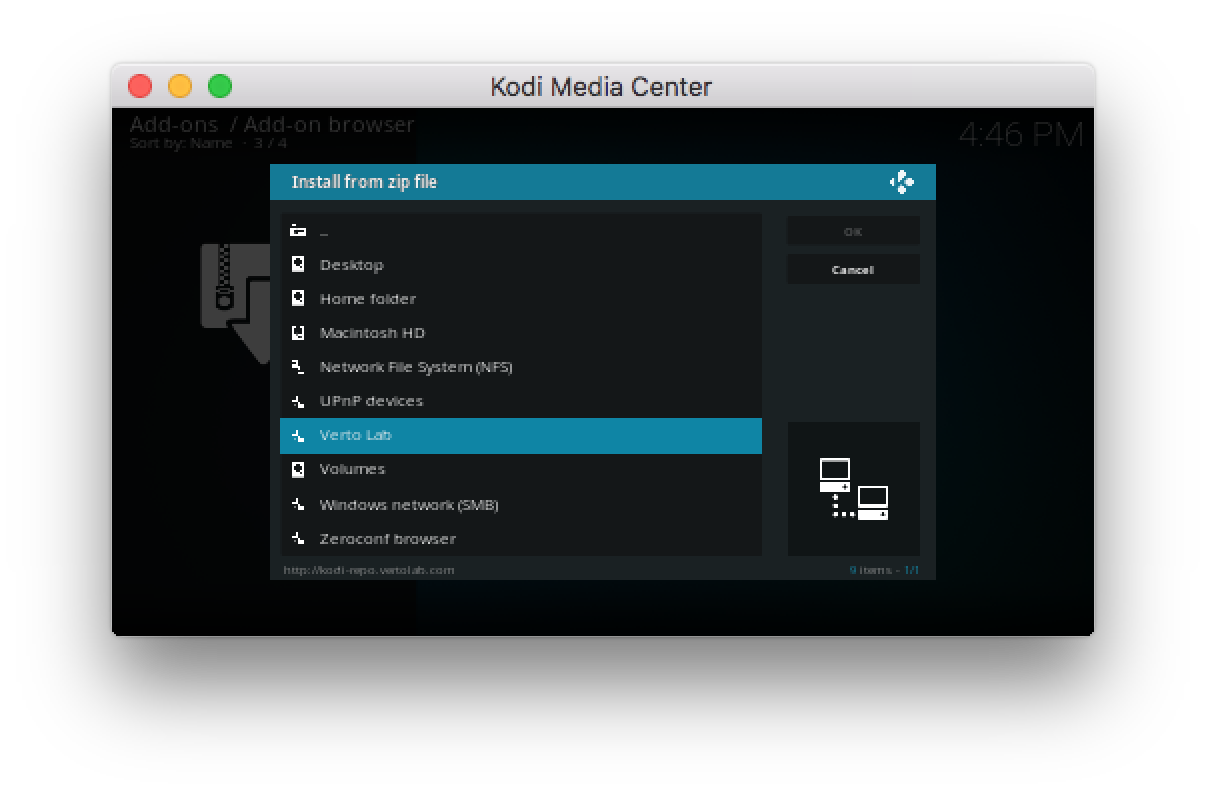 Kodi Media Center
Add-ons / Add-on browser
Sort by: Name · 3 / 4
4:46 PM
Install from zip file
..
OK
Desktop
Cancel
Home folder
Macintosh HD
Network File System (NFS)
UPnP devices
Verto Lab
Volumes
Windows network (SMB)
Zeroconf browser
http://kodi-repo.vertolab.com
9 items - 1/1